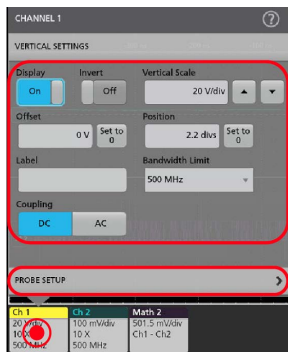 CHANNEL 1
VERTICAL SETTINGS
Display Invert Vertical Scale
On Off 20 V/div
Offset Position
0 V Set to 0 2.2 divs Set to 0
Label Bandwidth Limit
500 MHz
Coupling
DC AC
PROBE SETUP
Ch 1 Ch 2 Math 2
20 V/div 100 mV/div 501.5 mV/div
10 X 10 X Ch1 - Ch2
500 MHz 500 MHz